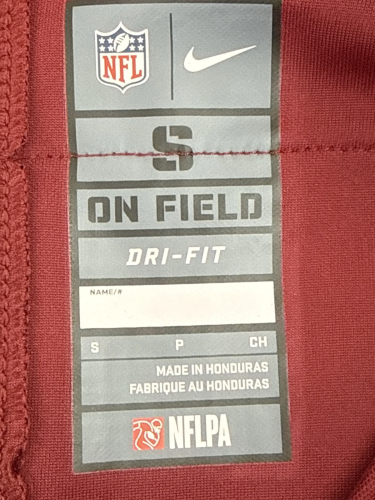 NFL
S
ON FIELD
DRI-FIT
NAME/#
S P CH
MADE IN HONDURAS
FABRIQUE AU HONDURAS
NFLPA